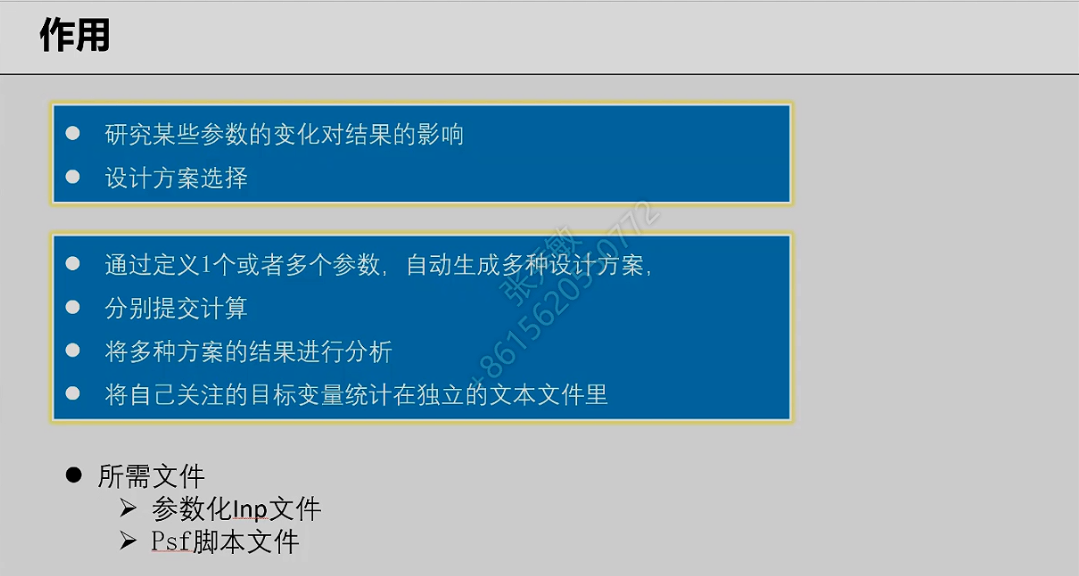 作用
研究某些参数的变化对结果的影响
设计方案选择
通过定义1个或者多个参数，自动生成多种设计方案，
分别提交计算
将多种方案的结果进行分析
将自己关注的目标变量统计在独立的文本文件里
所需文件
参数化Inp文件
Psf脚本文件